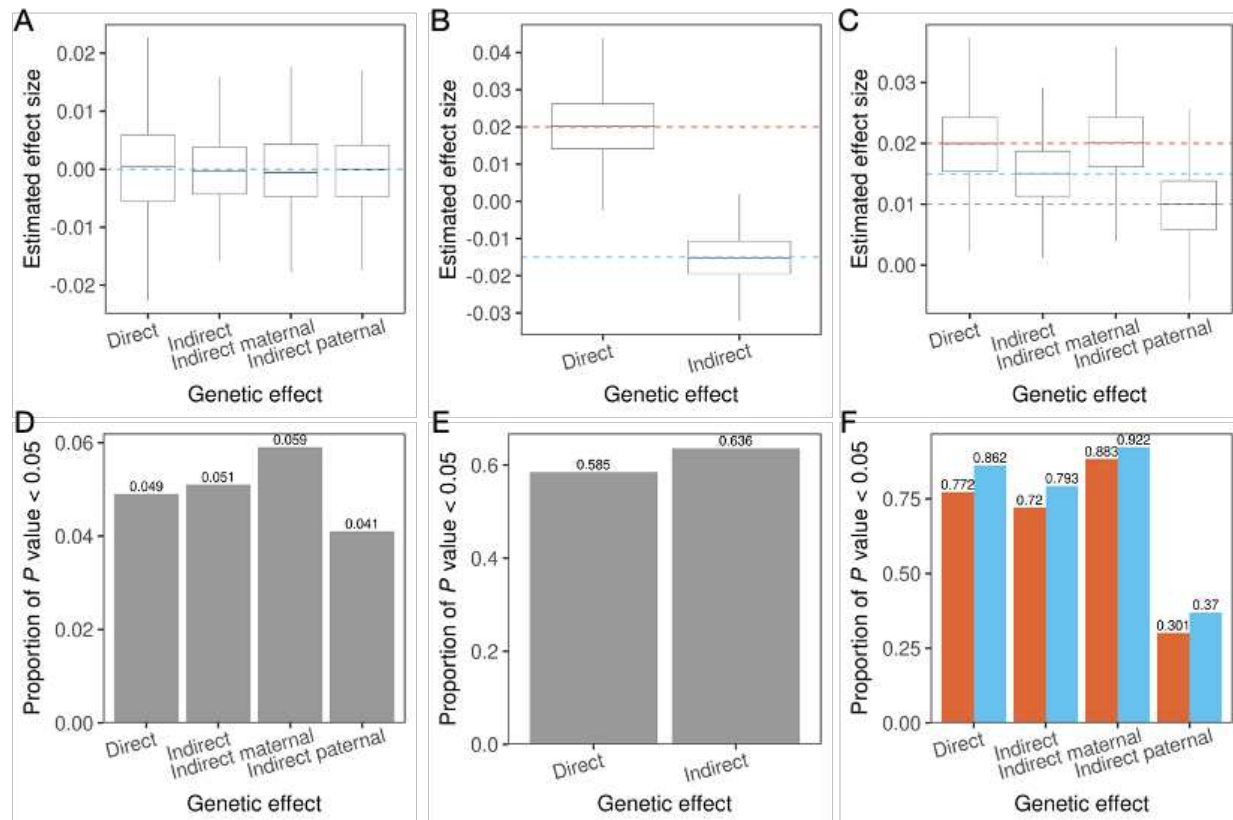 A
Estimated effect size
0.02
0.01
0.00
-0.01
-0.02
Direct
Indirect
Indirect maternal
Indirect paternal
Genetic effect
B
Estimated effect size
0.04
0.02
0.00
-0.01
-0.02
-0.03
Direct
Indirect
Genetic effect
C
Estimated effect size
0.03
0.02
0.01
0.00
Direct
Indirect
Indirect maternal
Indirect paternal
Genetic effect
D
Proportion of P value < 0.05
0.06
0.04
0.02
0.00
0.049
0.051
0.059
0.041
Direct
Indirect
Indirect maternal
Indirect paternal
Genetic effect
E
Proportion of P value < 0.05
0.6
0.4
0.2
0.0
0.585
0.636
Direct
Indirect
Genetic effect
F
Proportion of P value < 0.05
0.75
0.50
0.25
0.00
0.772
0.862
0.72
0.793
0.883
0.922
0.301
0.37
Direct
Indirect
Indirect maternal
Indirect paternal
Genetic effect